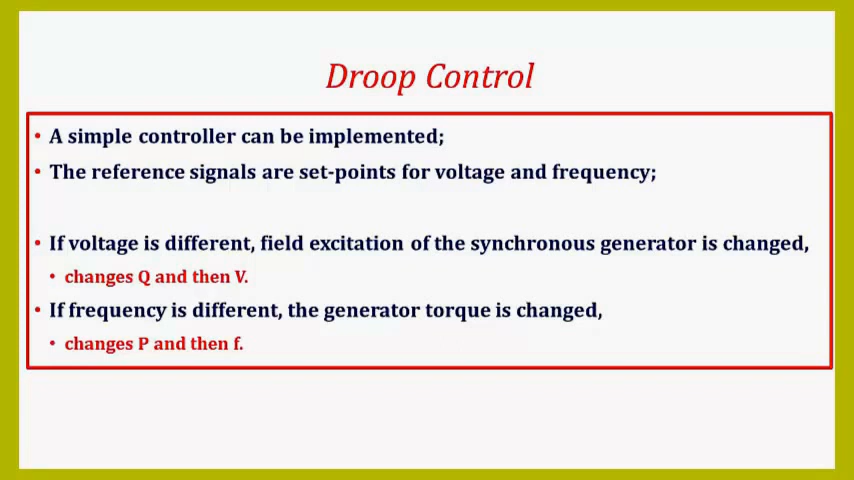 Droop Control
• A simple controller can be implemented;
• The reference signals are set-points for voltage and frequency;
• If voltage is different, field excitation of the synchronous generator is changed,
• changes Q and then V.
• If frequency is different, the generator torque is changed,
• changes P and then f.